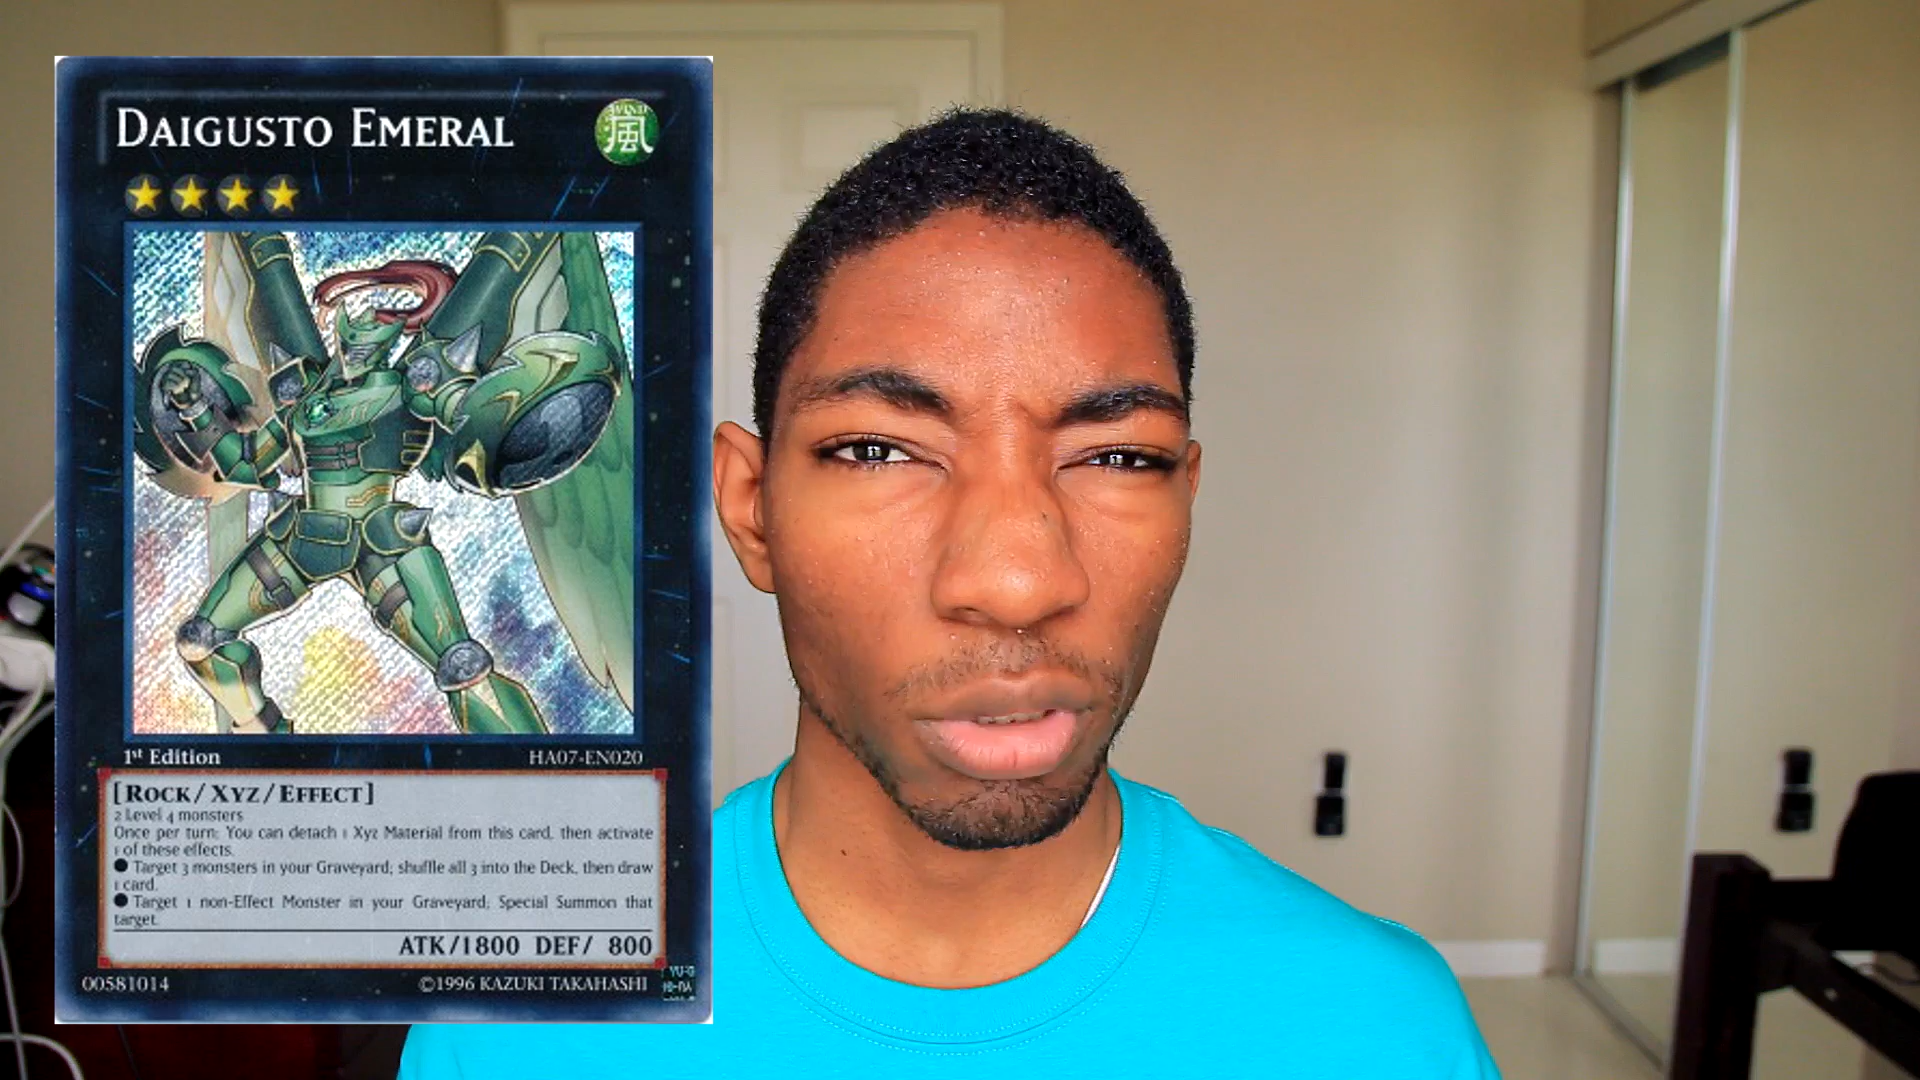 DAIGUSTO EMERAL
WIND
風
1st Edition
HA07-EN020
[ROCK/XYZ/EFFECT]
2 Level 4 monsters
Once per turn: You can detach 1 Xyz Material from this card, then activate
1 of these effects.
● Target 3 monsters in your Graveyard; shuffle all 3 into the Deck, then draw
1 card.
● Target 1 non-Effect Monster in your Graveyard; Special Summon that
target.
ATK/1800 DEF/ 800
00581014
©1996 KAZUKI TAKAHASHI